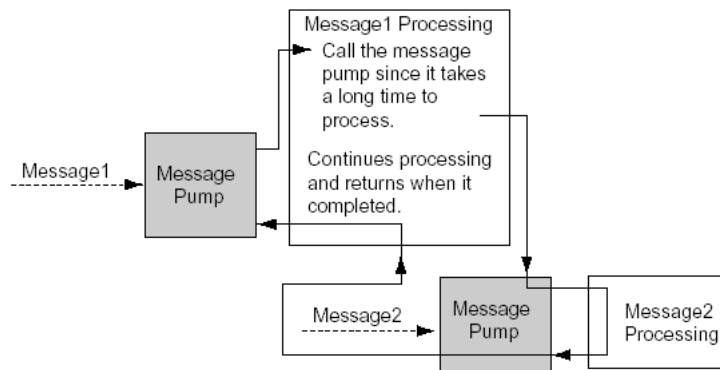 Message1 Processing
Call the message
pump since it takes
a long time to
process.
Continues processing
and returns when it
completed.
Message1
Message
Pump
Message2
Message
Pump
Message2
Processing